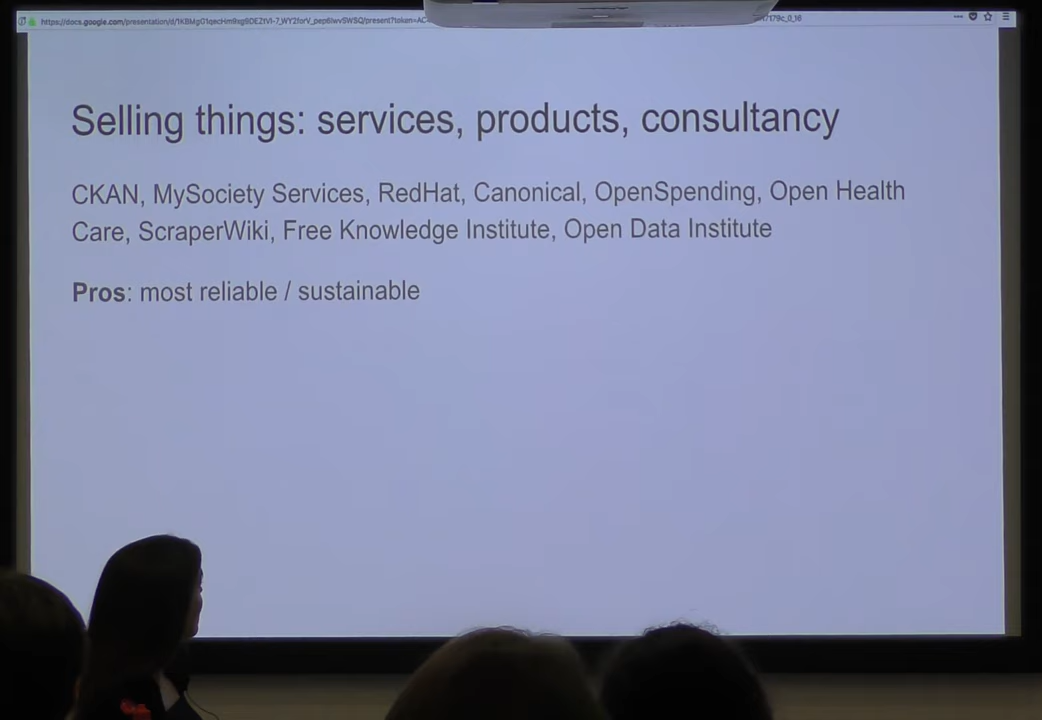 Selling things: services, products, consultancy
CKAN, MySociety Services, RedHat, Canonical, OpenSpending, Open Health
Care, ScraperWiki, Free Knowledge Institute, Open Data Institute
Pros: most reliable / sustainable